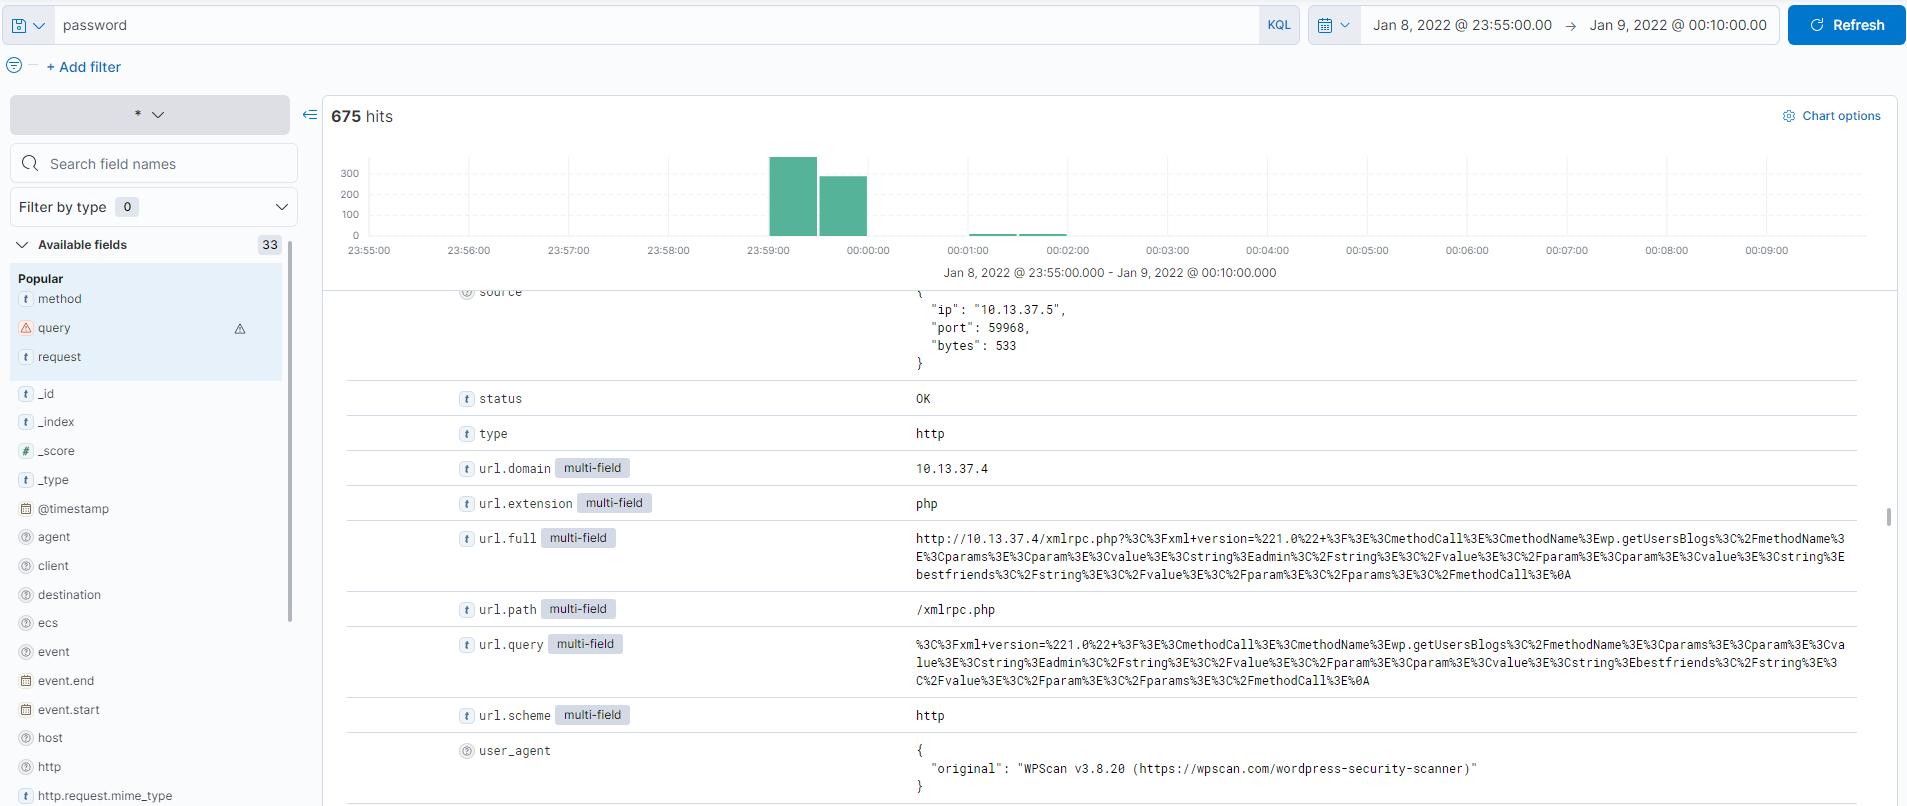 password
KQL
Jan 8, 2022 @ 23:55:00.00 → Jan 9, 2022 @ 00:10:00.00
Refresh
+ Add filter
*
Search field names
Filter by type 0
Available fields 33
Popular
t method
query
t request
t _id
t _index
# _score
t _type
@timestamp
agent
client
destination
ecs
event
event.end
event.start
host
http
t http.request.mime_type
675 hits
Chart options
300
200
100
0
23:55:00 23:56:00 23:57:00 23:58:00 23:59:00 00:00:00 00:01:00 00:02:00 00:03:00 00:04:00 00:05:00 00:06:00 00:07:00 00:08:00 00:09:00
Jan 8, 2022 @ 23:55:00.000 - Jan 9, 2022 @ 00:10:00.000
source {
"ip": "10.13.37.5",
"port": 59968,
"bytes": 533
}
t status OK
t type http
t url.domain multi-field 10.13.37.4
t url.extension multi-field php
t url.full multi-field http://10.13.37.4/xmlrpc.php?%3C%3Fxml+version=%221.0%22+%3F%3E%3CmethodCall%3E%3CmethodName%3Ewp.getUsersBlogs%3C%2FmethodName%3
E%3Cparams%3E%3Cparam%3E%3Cvalue%3E%3Cstring%3Eadmin%3C%2Fstring%3E%3C%2Fvalue%3E%3C%2Fparam%3E%3Cparam%3E%3Cvalue%3E%3Cstring%3E
bestfriends%3C%2Fstring%3E%3C%2Fvalue%3E%3C%2Fparam%3E%3C%2Fparams%3E%3C%2FmethodCall%3E%0A
t url.path multi-field /xmlrpc.php
t url.query multi-field %3C%3Fxml+version=%221.0%22+%3F%3E%3CmethodCall%3E%3CmethodName%3Ewp.getUsersBlogs%3C%2FmethodName%3E%3Cparams%3E%3Cparam%3E%3Cva
lue%3E%3Cstring%3Eadmin%3C%2Fstring%3E%3C%2Fvalue%3E%3C%2Fparam%3E%3Cparam%3E%3Cvalue%3E%3Cstring%3Ebestfriends%3C%2Fstring%3E%3
C%2Fvalue%3E%3C%2Fparam%3E%3C%2Fparams%3E%3C%2FmethodCall%3E%0A
t url.scheme multi-field http
user_agent {
"original": "WPScan v3.8.20 (https://wpscan.com/wordpress-security-scanner)"
}